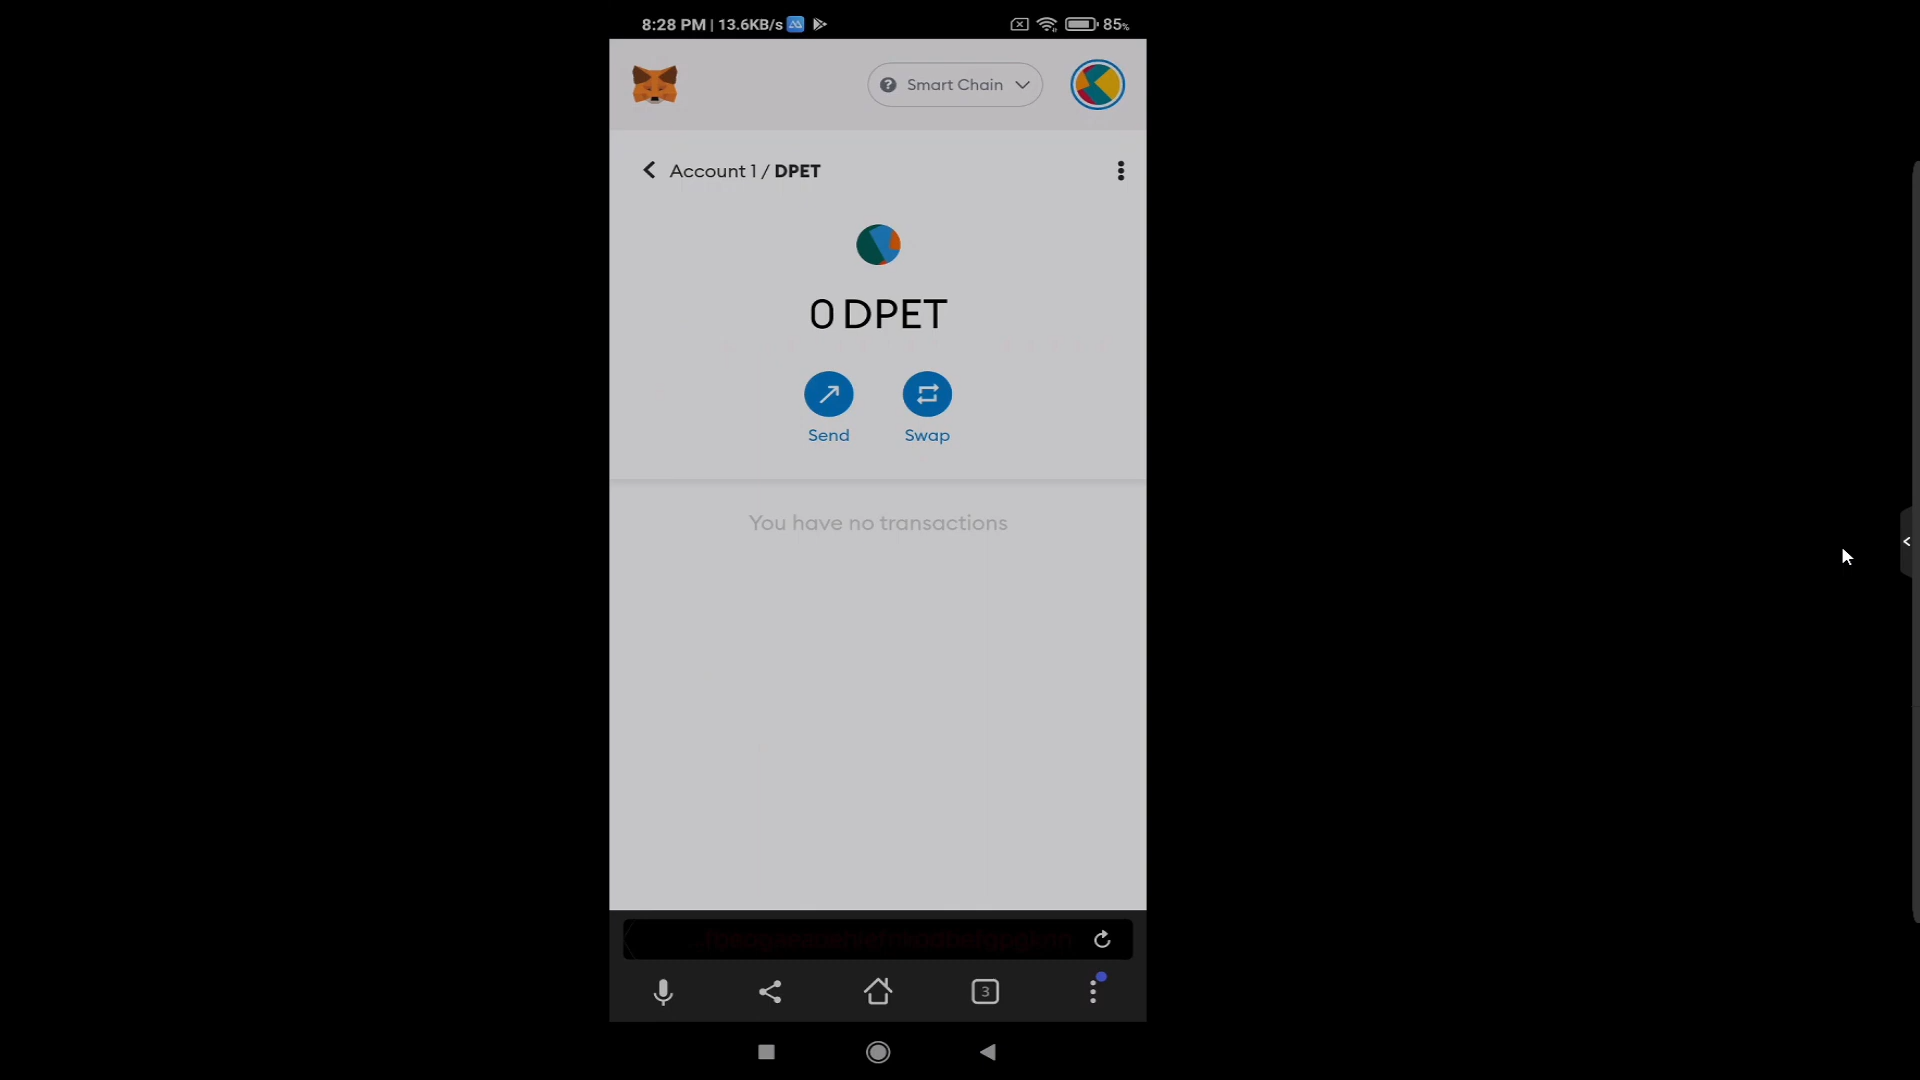 8:28 PM | 13.6KB/s
85%
Smart Chain
Account 1 / DPET
0 DPET
Send
Swap
You have no transactions
3